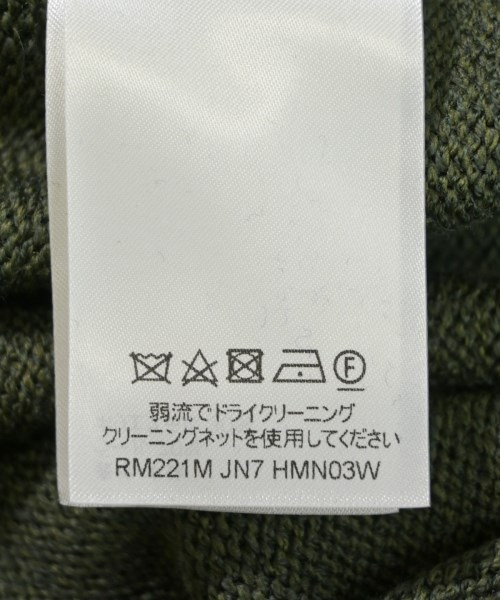 F
弱流でドライクリーニング
クリーニングネットを使用してください
RM221M JN7 HMN03W